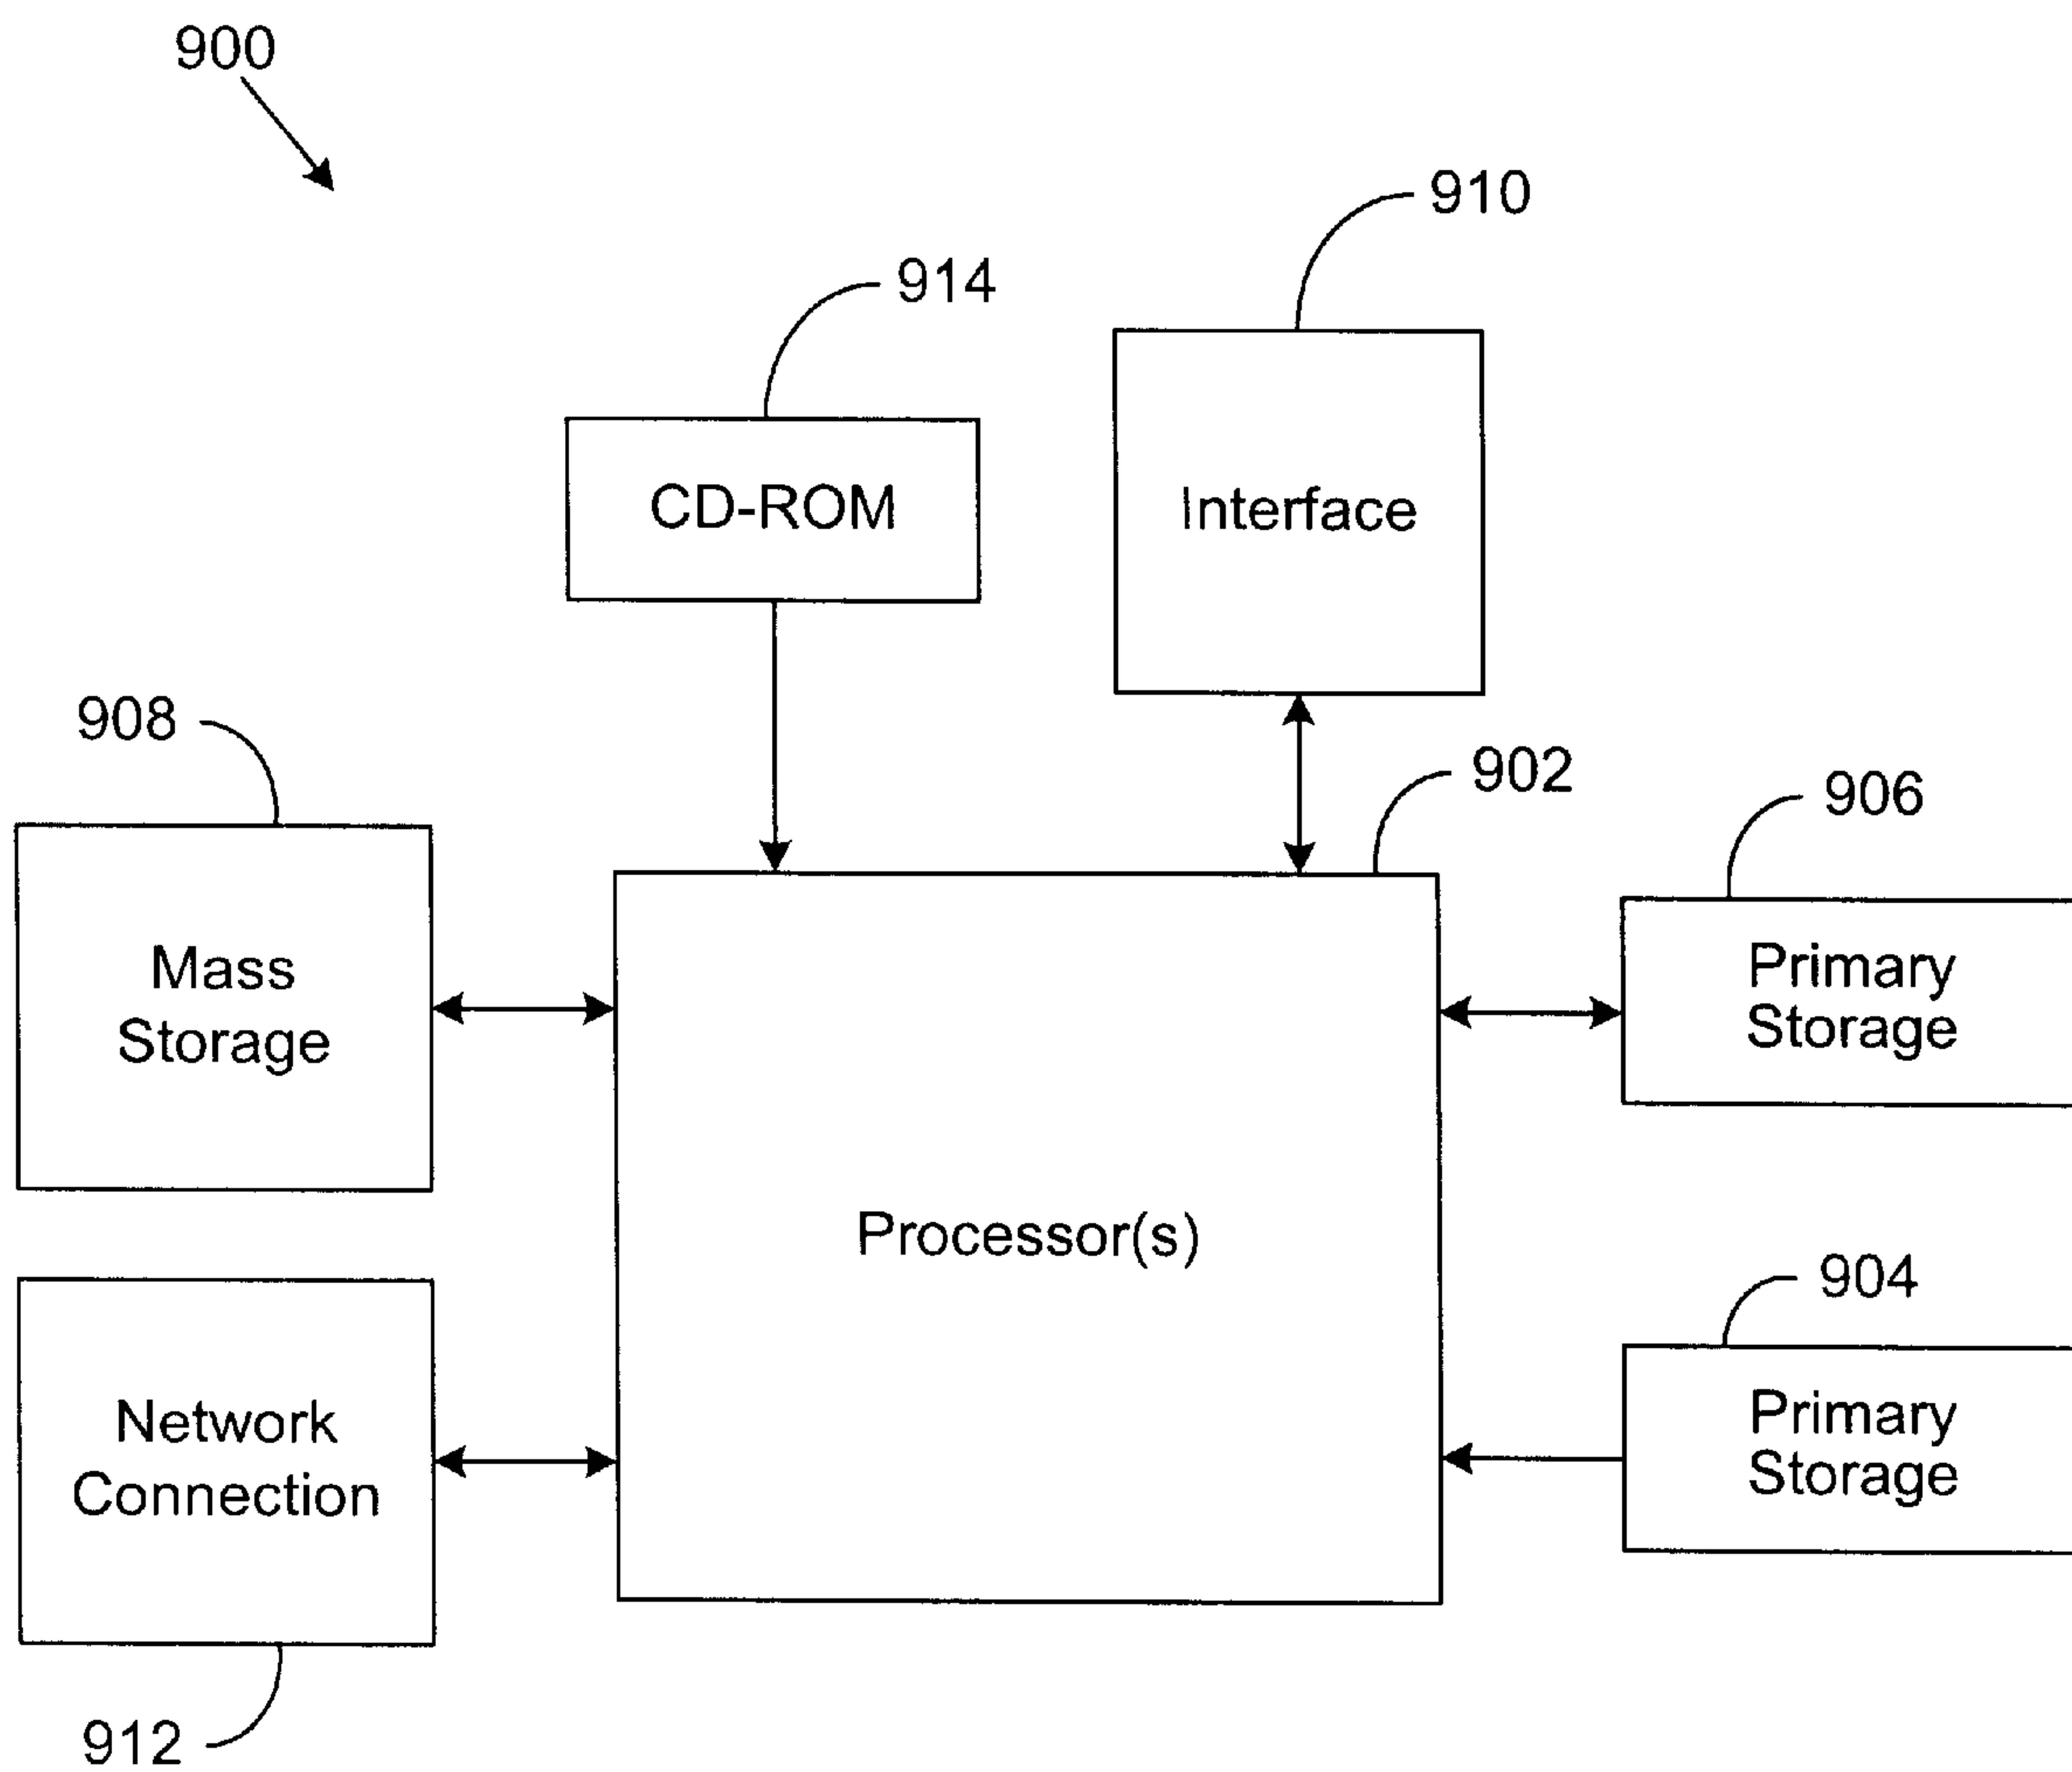 900
910
914
CD-ROM
Interface
908
902
906
Mass
Storage
Primary
Storage
Processor(s)
904
Network
Connection
Primary
Storage
912